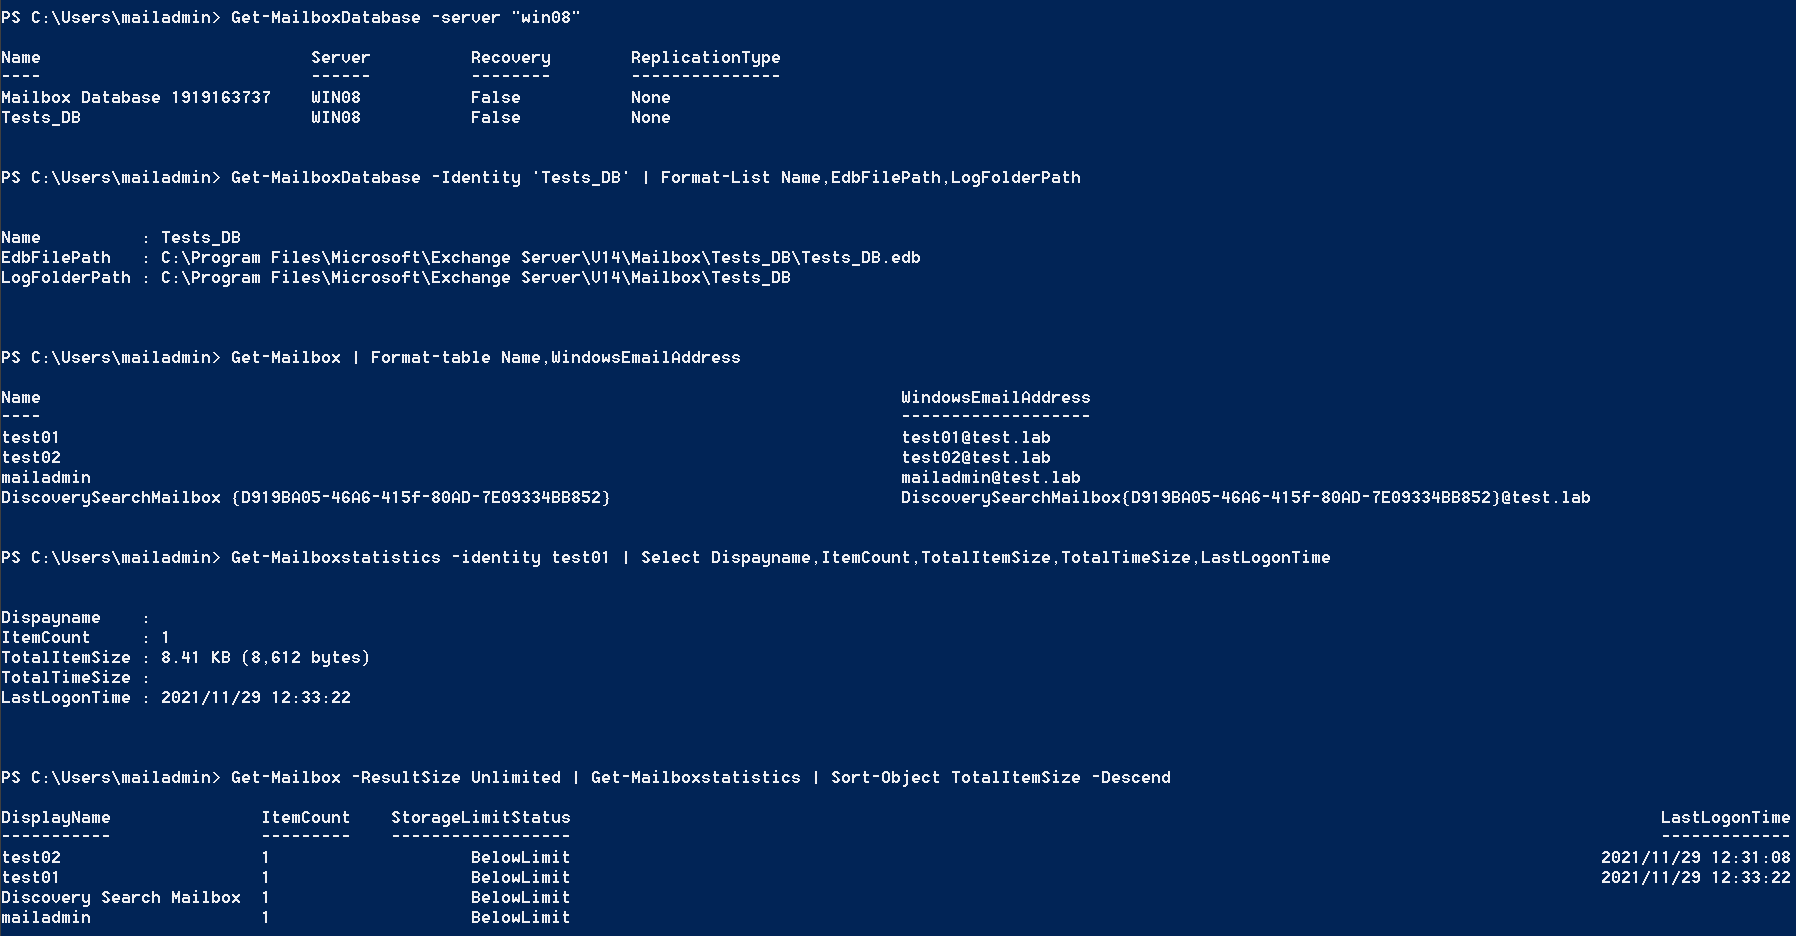 PS C:\Users\mailadmin> Get-MailboxDatabase -server "win08"
Name Server Recovery ReplicationType
---- ------ -------- ---------------
Mailbox Database 1919163737 WIN08 False None
Tests_DB WIN08 False None
PS C:\Users\mailadmin> Get-MailboxDatabase -Identity 'Tests_DB' | Format-List Name,EdbFilePath,LogFolderPath
Name : Tests_DB
EdbFilePath : C:\Program Files\Microsoft\Exchange Server\V14\Mailbox\Tests_DB\Tests_DB.edb
LogFolderPath : C:\Program Files\Microsoft\Exchange Server\V14\Mailbox\Tests_DB
PS C:\Users\mailadmin> Get-Mailbox | Format-table Name,WindowsEmailAddress
Name WindowsEmailAddress
---- -------------------
test01 test01@test.lab
test02 test02@test.lab
mailadmin mailadmin@test.lab
DiscoverySearchMailbox {D919BA05-46A6-415f-80AD-7E09334BB852} DiscoverySearchMailbox{D919BA05-46A6-415f-80AD-7E09334BB852}@test.lab
PS C:\Users\mailadmin> Get-Mailboxstatistics -identity test01 | Select Dispayname,ItemCount,TotalItemSize,TotalTimeSize,LastLogonTime
Dispayname :
ItemCount : 1
TotalItemSize : 8.41 KB (8,612 bytes)
TotalTimeSize :
LastLogonTime : 2021/11/29 12:33:22
PS C:\Users\mailadmin> Get-Mailbox -ResultSize Unlimited | Get-Mailboxstatistics | Sort-Object TotalItemSize -Descend
DisplayName ItemCount StorageLimitStatus LastLogonTime
----------- --------- ------------------ -------------
test02 1 BelowLimit 2021/11/29 12:31:08
test01 1 BelowLimit 2021/11/29 12:33:22
Discovery Search Mailbox 1 BelowLimit
mailadmin 1 BelowLimit